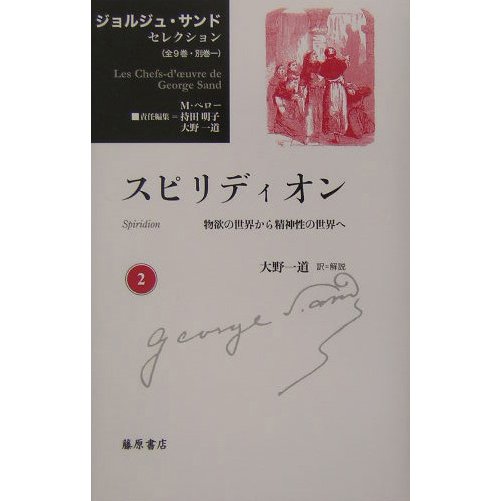 ジョルジュ・サンド
セレクション
（全9巻・別巻一）
Les Chefs-d'œuvre de
George Sand
M・ペロー
■責任編集＝持田明子
大野一道
スピリディオン
Spiridion
物欲の世界から精神性の世界へ
2
大野一道 訳＝解説
George Sand
藤原書店